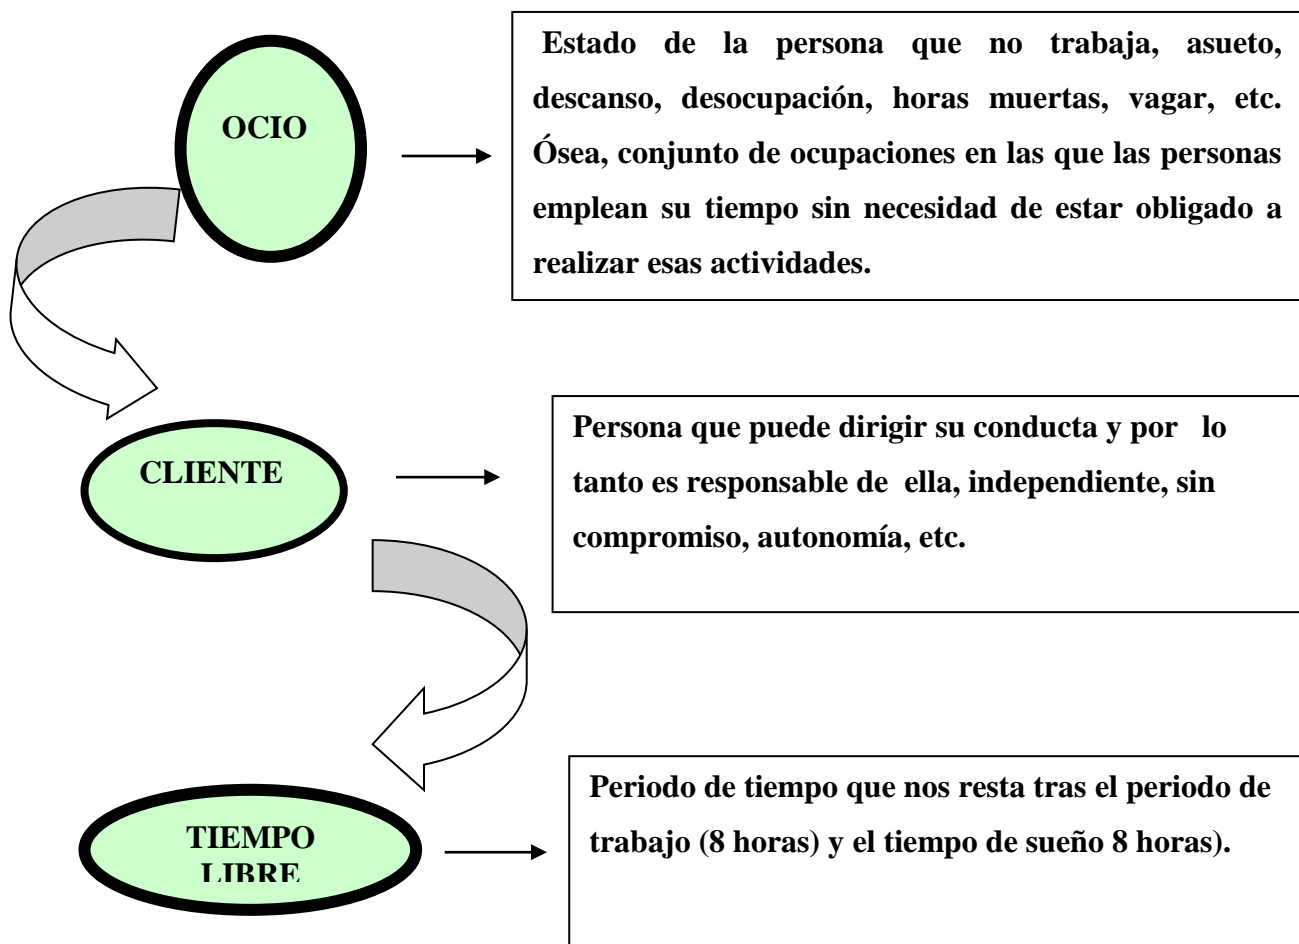 OCIO
Estado de la persona que no trabaja, asueto,
descanso, desocupación, horas muertas, vagar, etc.
Ósea, conjunto de ocupaciones en las que las personas
emplean su tiempo sin necesidad de estar obligado a
realizar esas actividades.
CLIENTE
Persona que puede dirigir su conducta y por lo
tanto es responsable de ella, independiente, sin
compromiso, autonomía, etc.
TIEMPO
LIBRE
Periodo de tiempo que nos resta tras el periodo de
trabajo (8 horas) y el tiempo de sueño 8 horas).